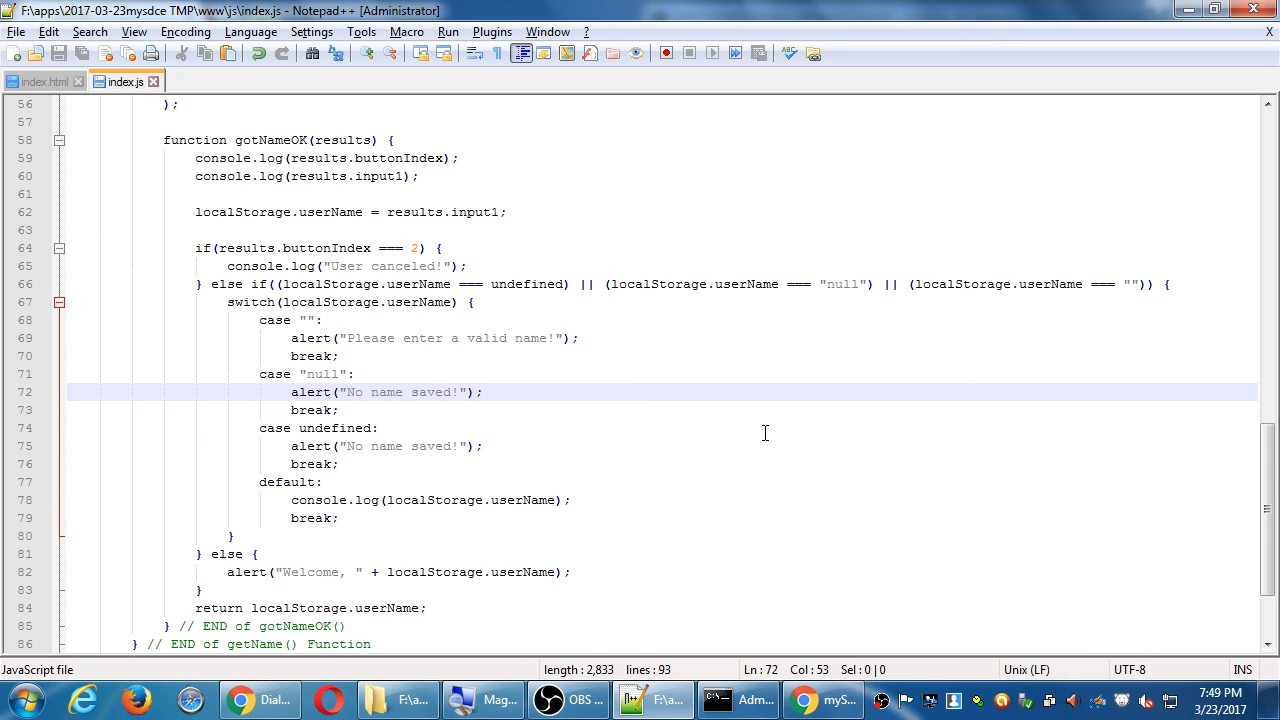 F:\apps\2017-03-23mysdce TMP\www\js\index.js - Notepad++ [Administrator]
File Edit Search View Encoding Language Settings Tools Macro Run Plugins Window ? X
index.html index.js
56 );
57
58 function gotNameOK(results) {
59 console.log(results.buttonIndex);
60 console.log(results.input1);
61
62 localStorage.userName = results.input1;
63
64 if(results.buttonIndex === 2) {
65 console.log("User canceled!");
66 } else if((localStorage.userName === undefined) || (localStorage.userName === "null") || (localStorage.userName === "")) {
67 switch(localStorage.userName) {
68 case "":
69 alert("Please enter a valid name!");
70 break;
71 case "null":
72 alert("No name saved!");
73 break;
74 case undefined:
75 alert("No name saved!");
76 break;
77 default:
78 console.log(localStorage.userName);
79 break;
80 }
81 } else {
82 alert("Welcome, " + localStorage.userName);
83 }
84 return localStorage.userName;
85 } // END of gotNameOK()
86 } // END of getName() Function
JavaScript file length : 2,833 lines : 93 Ln : 72 Col : 53 Sel : 0 | 0 Unix (LF) UTF-8 INS
Dial... F:\a... Mag... OBS ... F:\a... Adm... myS... 7:49 PM
3/23/2017